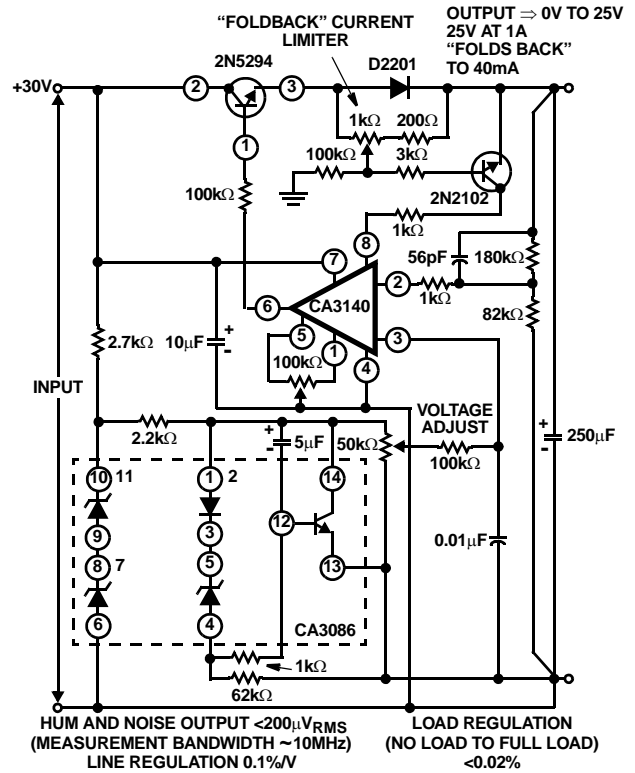 OUTPUT ⇒ 0V TO 25V
25V AT 1A
“FOLDS BACK”
TO 40mA
“FOLDBACK” CURRENT
LIMITER
2N5294
D2201
+30V
2
3
1kΩ
200Ω
1
100kΩ
3kΩ
100kΩ
2N2102
1kΩ
8
56pF
180kΩ
7
2
1kΩ
6
CA3140
82kΩ
2.7kΩ
10µF
+
-
5
1
3
100kΩ
4
INPUT
VOLTAGE
ADJUST
2.2kΩ
+
-
5µF
50kΩ
100kΩ
+
-
250µF
10
11
1
2
14
9
3
12
0.01µF
8
7
5
13
6
4
CA3086
1kΩ
62kΩ
HUM AND NOISE OUTPUT <200µVRMS
(MEASUREMENT BANDWIDTH ~10MHz)
LINE REGULATION 0.1%/V
LOAD REGULATION
(NO LOAD TO FULL LOAD)
<0.02%